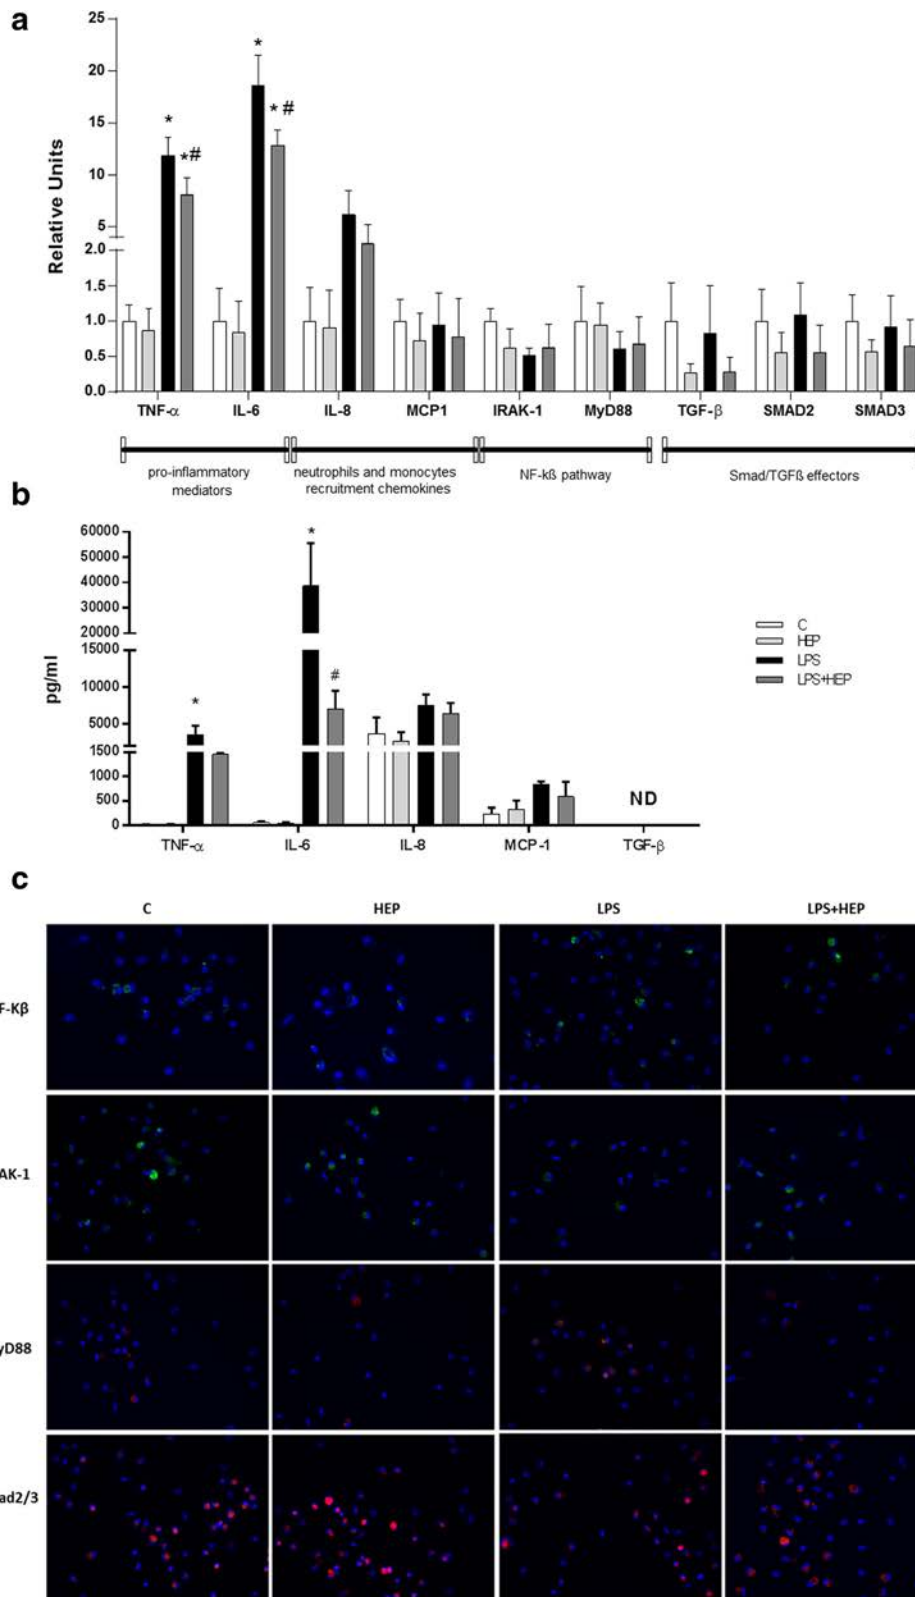 a
25
20
15
10
5
2.0
1.5
1.0
0.5
0.0
Relative Units
*
*#
*
* #
TNF-α IL-6 IL-8 MCP1 IRAK-1 MyD88 TGF-β SMAD2 SMAD3
pro-inflammatory
mediators
neutrophils and monocytes
recruitment chemokines
NF-kß pathway
Smad/TGFß effectors
b
60000
50000
40000
30000
20000
15000
10000
5000
1500
1000
500
0
pg/ml
*
*
#
ND
TNF-α IL-6 IL-8 MCP-1 TGF-β
C
HEP
LPS
LPS+HEP
c
C HEP LPS LPS+HEP
F-Kβ
AK-1
yD88
ad2/3